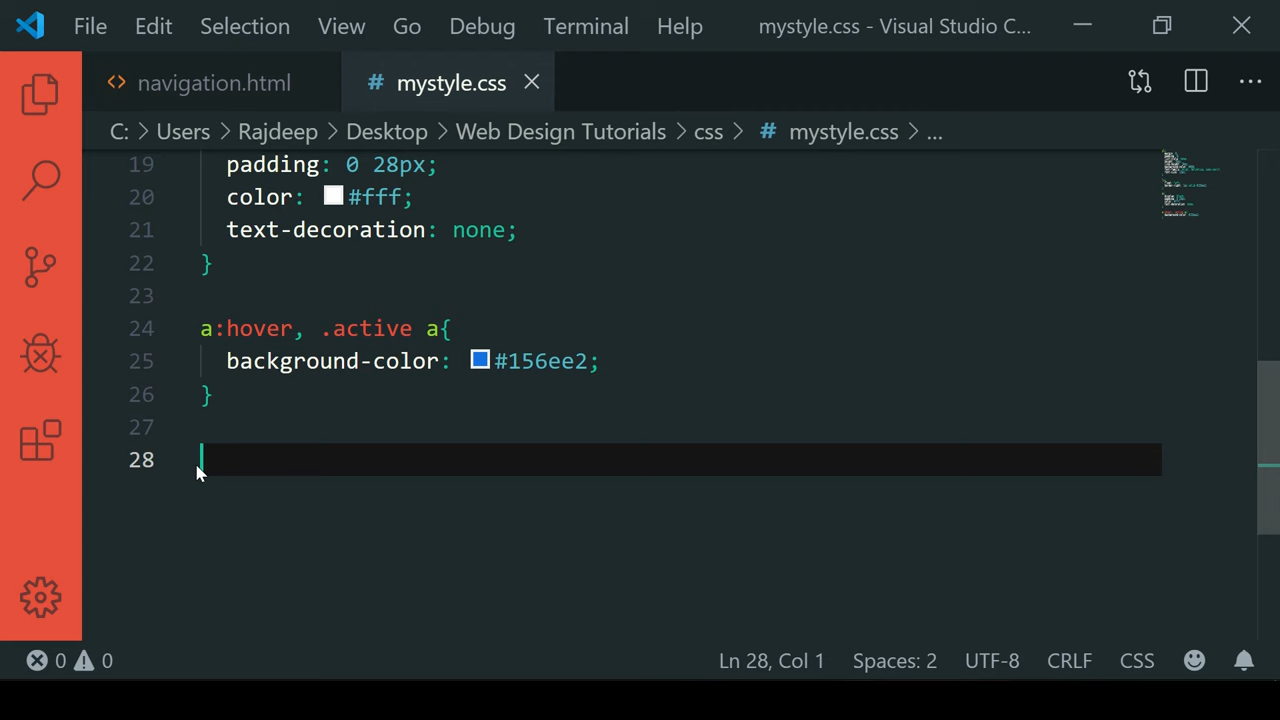 File Edit Selection View Go Debug Terminal Help mystyle.css - Visual Studio C...
navigation.html # mystyle.css
C: > Users > Rajdeep > Desktop > Web Design Tutorials > css > # mystyle.css > ...
19 padding: 0 28px;
20 color: #fff;
21 text-decoration: none;
22 }
23
24 a:hover, .active a{
25 background-color: #156ee2;
26 }
27
28
0 0 Ln 28, Col 1 Spaces: 2 UTF-8 CRLF CSS